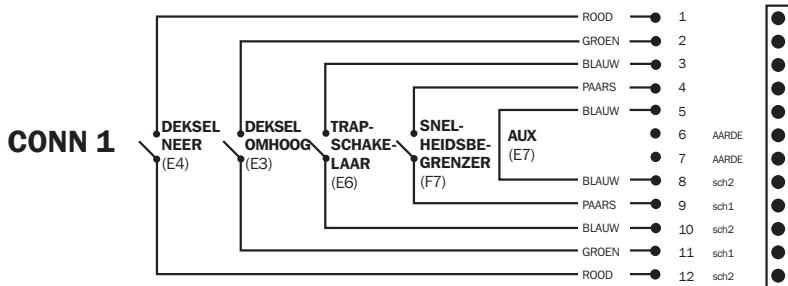 ROOD 1
GROEN 2
BLAUW 3
PAARS 4
BLAUW 5
6 AARDE
7 AARDE
BLAUW 8 sch2
PAARS 9 sch1
BLAUW 10 sch2
GROEN 11 sch1
ROOD 12 sch2
CONN 1
DEKSEL
NEER
(E4)
DEKSEL
OMHOOG
(E3)
TRAP-
SCHAKE-
LAAR
(E6)
SNEL-
HEIDSBE-
GRENZER
(F7)
AUX
(E7)